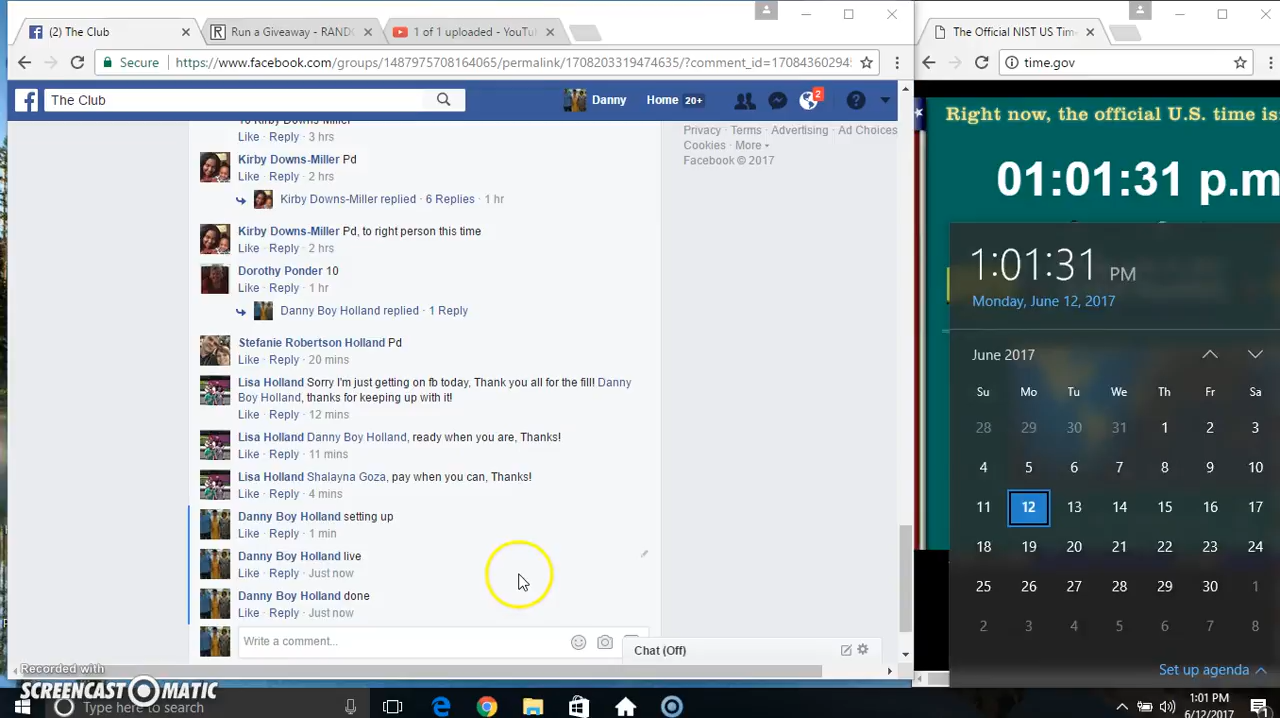 (2) The Club
Run a Giveaway - RAND
1 of 1 uploaded - YouTu
Secure
https://www.facebook.com/groups/1487975708164065/permalink/1708203319474635/?comment_id=170843602945
The Club
Danny
Home 20+
2
Like · Reply · 3 hrs
Kirby Downs-Miller Pd
Like · Reply · 2 hrs
Kirby Downs-Miller replied · 6 Replies · 1 hr
Kirby Downs-Miller Pd, to right person this time
Like · Reply · 2 hrs
Dorothy Ponder 10
Like · Reply · 1 hr
Danny Boy Holland replied · 1 Reply
Stefanie Robertson Holland Pd
Like · Reply · 20 mins
Lisa Holland Sorry I'm just getting on fb today, Thank you all for the fill! Danny
Boy Holland, thanks for keeping up with it!
Like · Reply · 12 mins
Lisa Holland Danny Boy Holland, ready when you are, Thanks!
Like · Reply · 11 mins
Lisa Holland Shalayna Goza, pay when you can, Thanks!
Like · Reply · 4 mins
Danny Boy Holland setting up
Like · Reply · 1 min
Danny Boy Holland live
Like · Reply · Just now
Danny Boy Holland done
Like · Reply · Just now
Write a comment...
Privacy · Terms · Advertising · Ad Choices
Cookies · More
Facebook © 2017
Chat (Off)
The Official NIST US Tim
time.gov
Right now, the official U.S. time is:
01:01:31 p.m
1:01:31 PM
Monday, June 12, 2017
June 2017
Su Mo Tu We Th Fr Sa
28 29 30 31 1 2 3
4 5 6 7 8 9 10
11 12 13 14 15 16 17
18 19 20 21 22 23 24
25 26 27 28 29 30 1
2 3 4 5 6 7 8
Set up agenda
Recorded with
SCREENCAST-O-MATIC
Type here to search
1:01 PM
6/12/2017